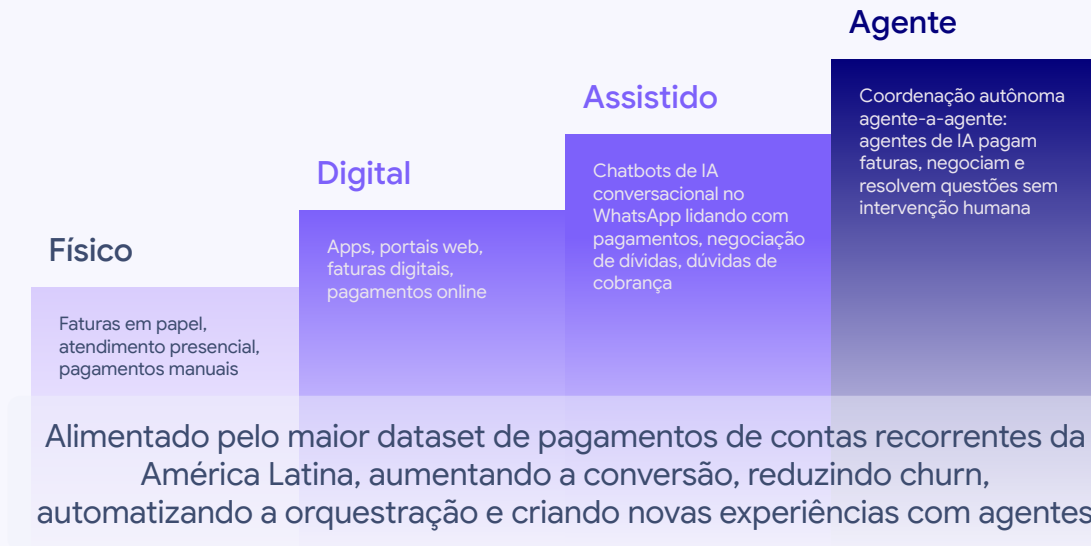 Físico
Faturas em papel,
atendimento presencial,
pagamentos manuais
Digital
Apps, portais web,
faturas digitais,
pagamentos online
Assistido
Chatbots de IA
conversacional no
WhatsApp lidando com
pagamentos, negociação
de dívidas, dúvidas de
cobrança
Agente
Coordenação autônoma
agente-a-agente:
agentes de IA pagam
faturas, negociam e
resolvem questões sem
intervenção humana
Alimentado pelo maior dataset de pagamentos de contas recorrentes da
América Latina, aumentando a conversão, reduzindo churn,
automatizando a orquestração e criando novas experiências com agentes